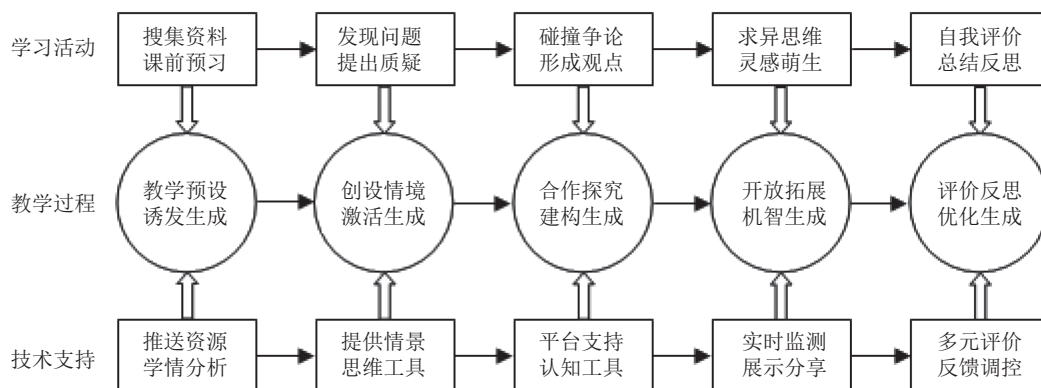 学习活动
搜集资料
课前预习
发现问题
提出质疑
碰撞争论
形成观点
求异思维
灵感萌生
自我评价
总结反思
教学过程
教学预设
诱发生成
创设情境
激活生成
合作探究
建构生成
开放拓展
机智生成
评价反思
优化生成
技术支持
推送资源
学情分析
提供情景
思维工具
平台支持
认知工具
实时监测
展示分享
多元评价
反馈调控